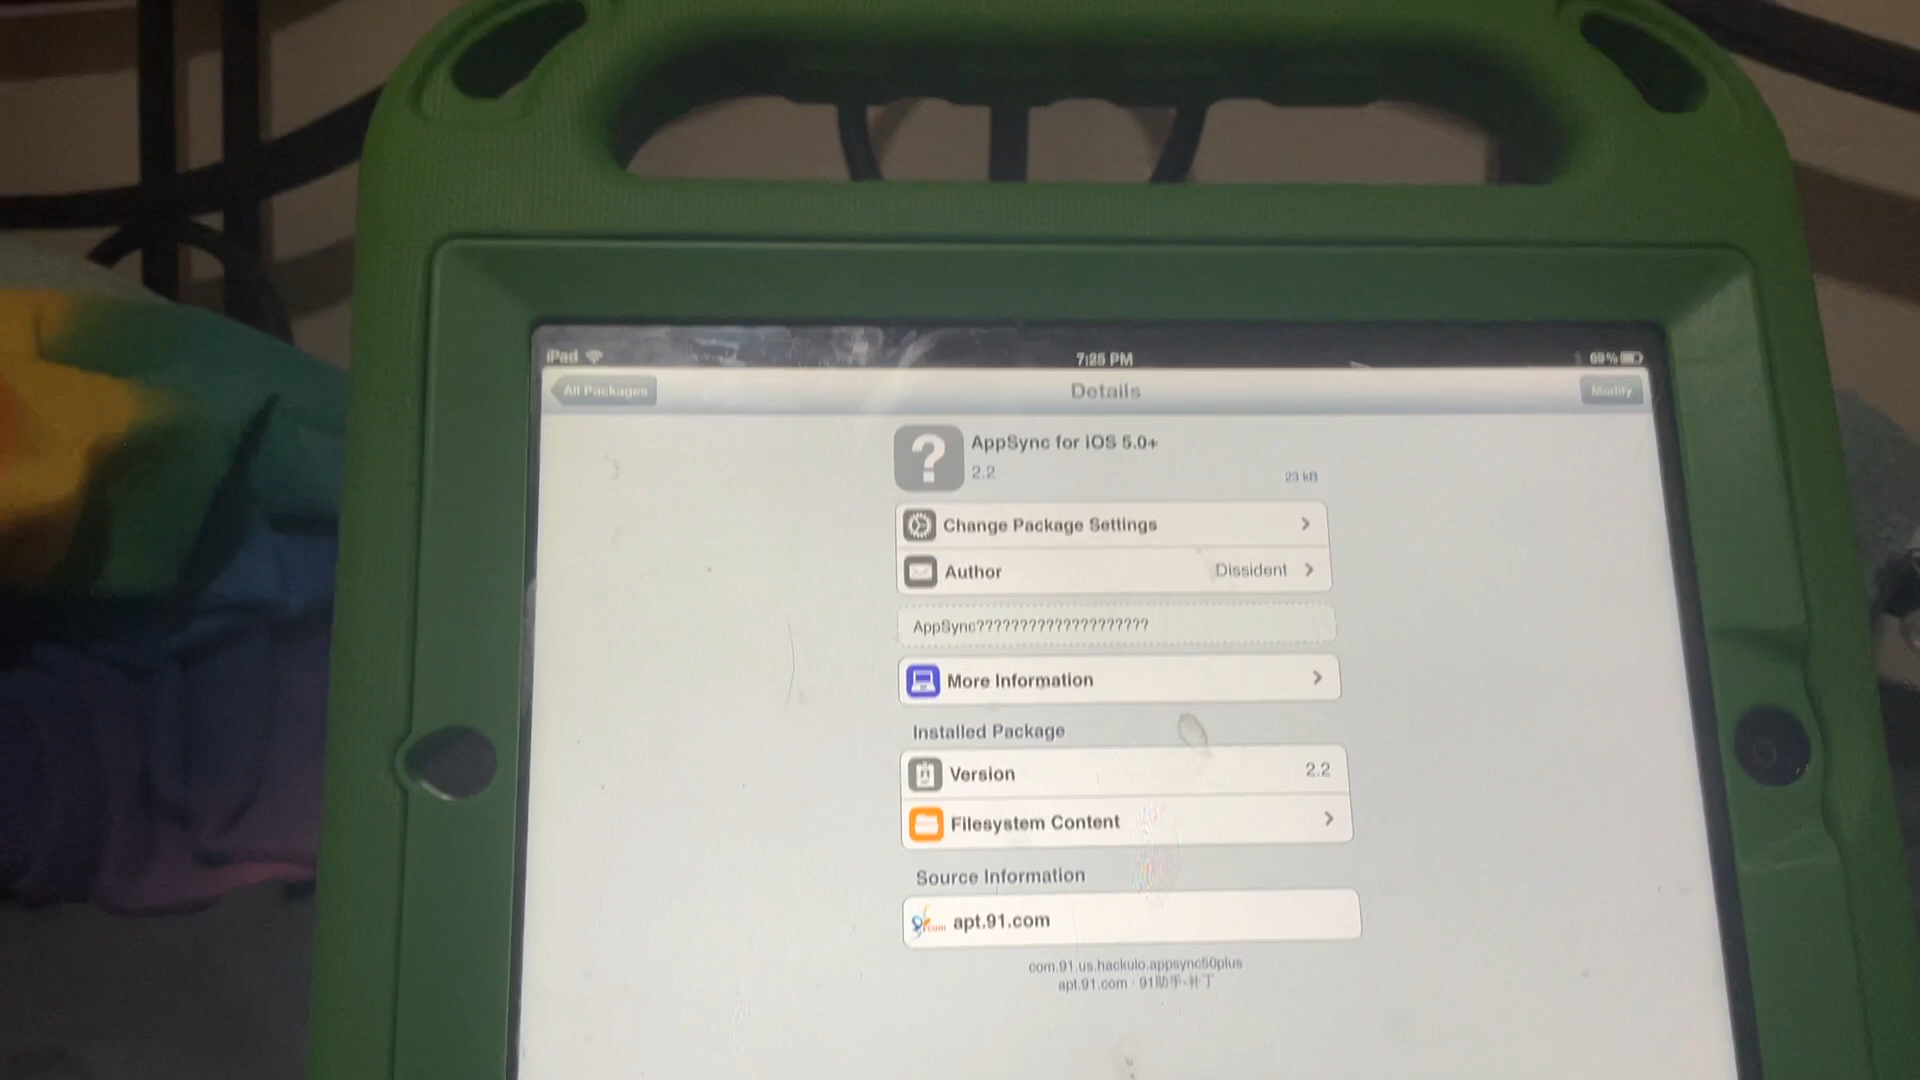 iPad 7:25 PM 69%
All Packages Details Modify
AppSync for iOS 5.0+
2.2 23 kB
Change Package Settings
Author Dissident
AppSync????????????????????
More Information
Installed Package
Version 2.2
Filesystem Content
Source Information
apt.91.com
com.91.us.hackulo.appsync50plus
apt.91.com · 91助手-补丁